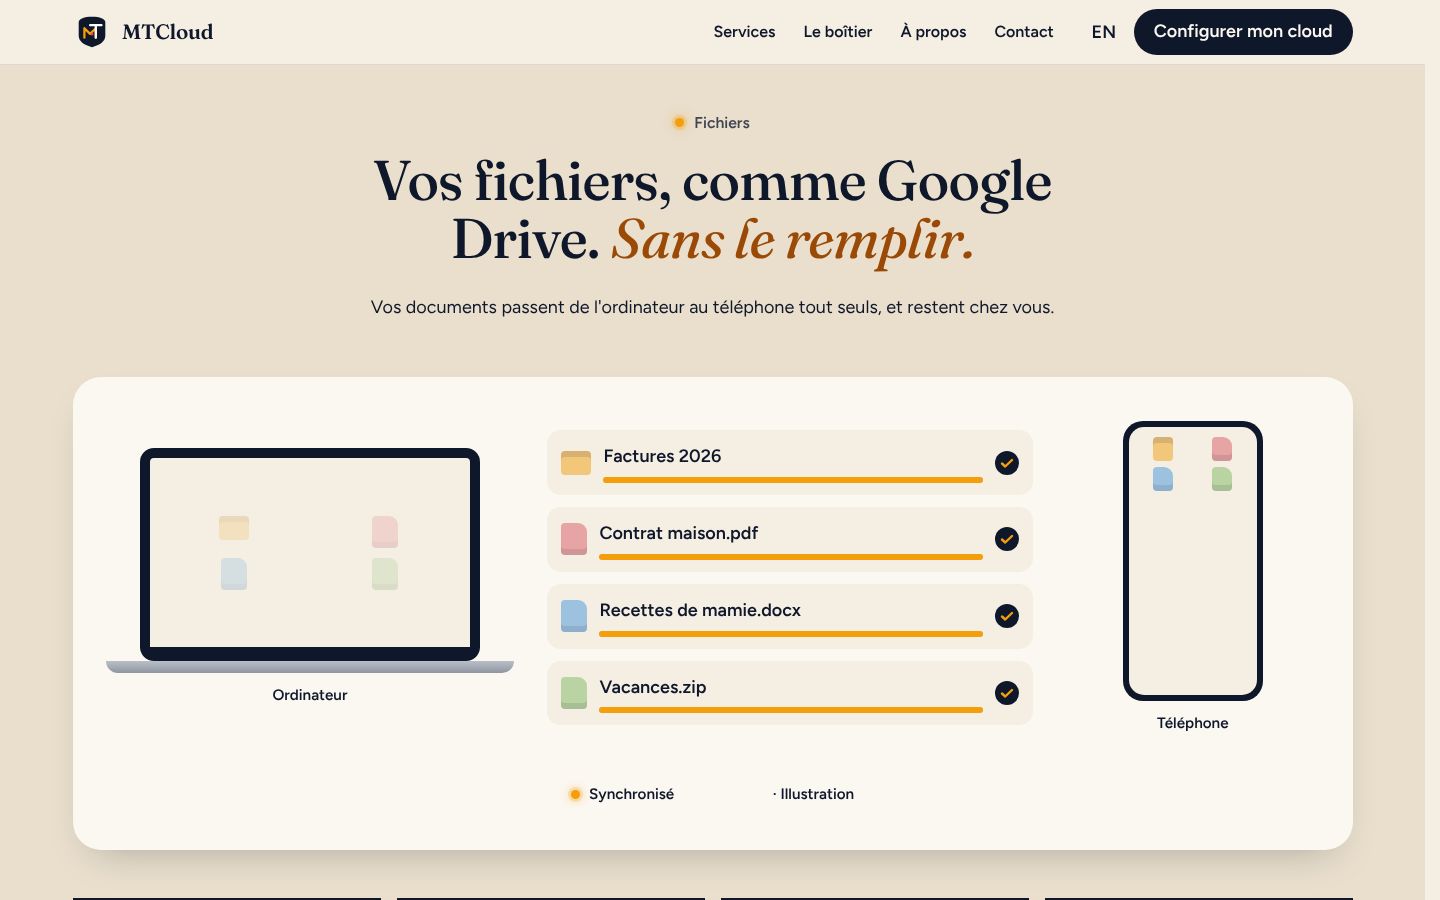 MTCloud
Services
Le boîtier
À propos
Contact
EN
Configurer mon cloud
Fichiers
Vos fichiers, comme Google
Drive. Sans le remplir.
Vos documents passent de l'ordinateur au téléphone tout seuls, et restent chez vous.
Factures 2026
Contrat maison.pdf
Recettes de mamie.docx
Vacances.zip
Ordinateur
Téléphone
Synchronisé
· Illustration